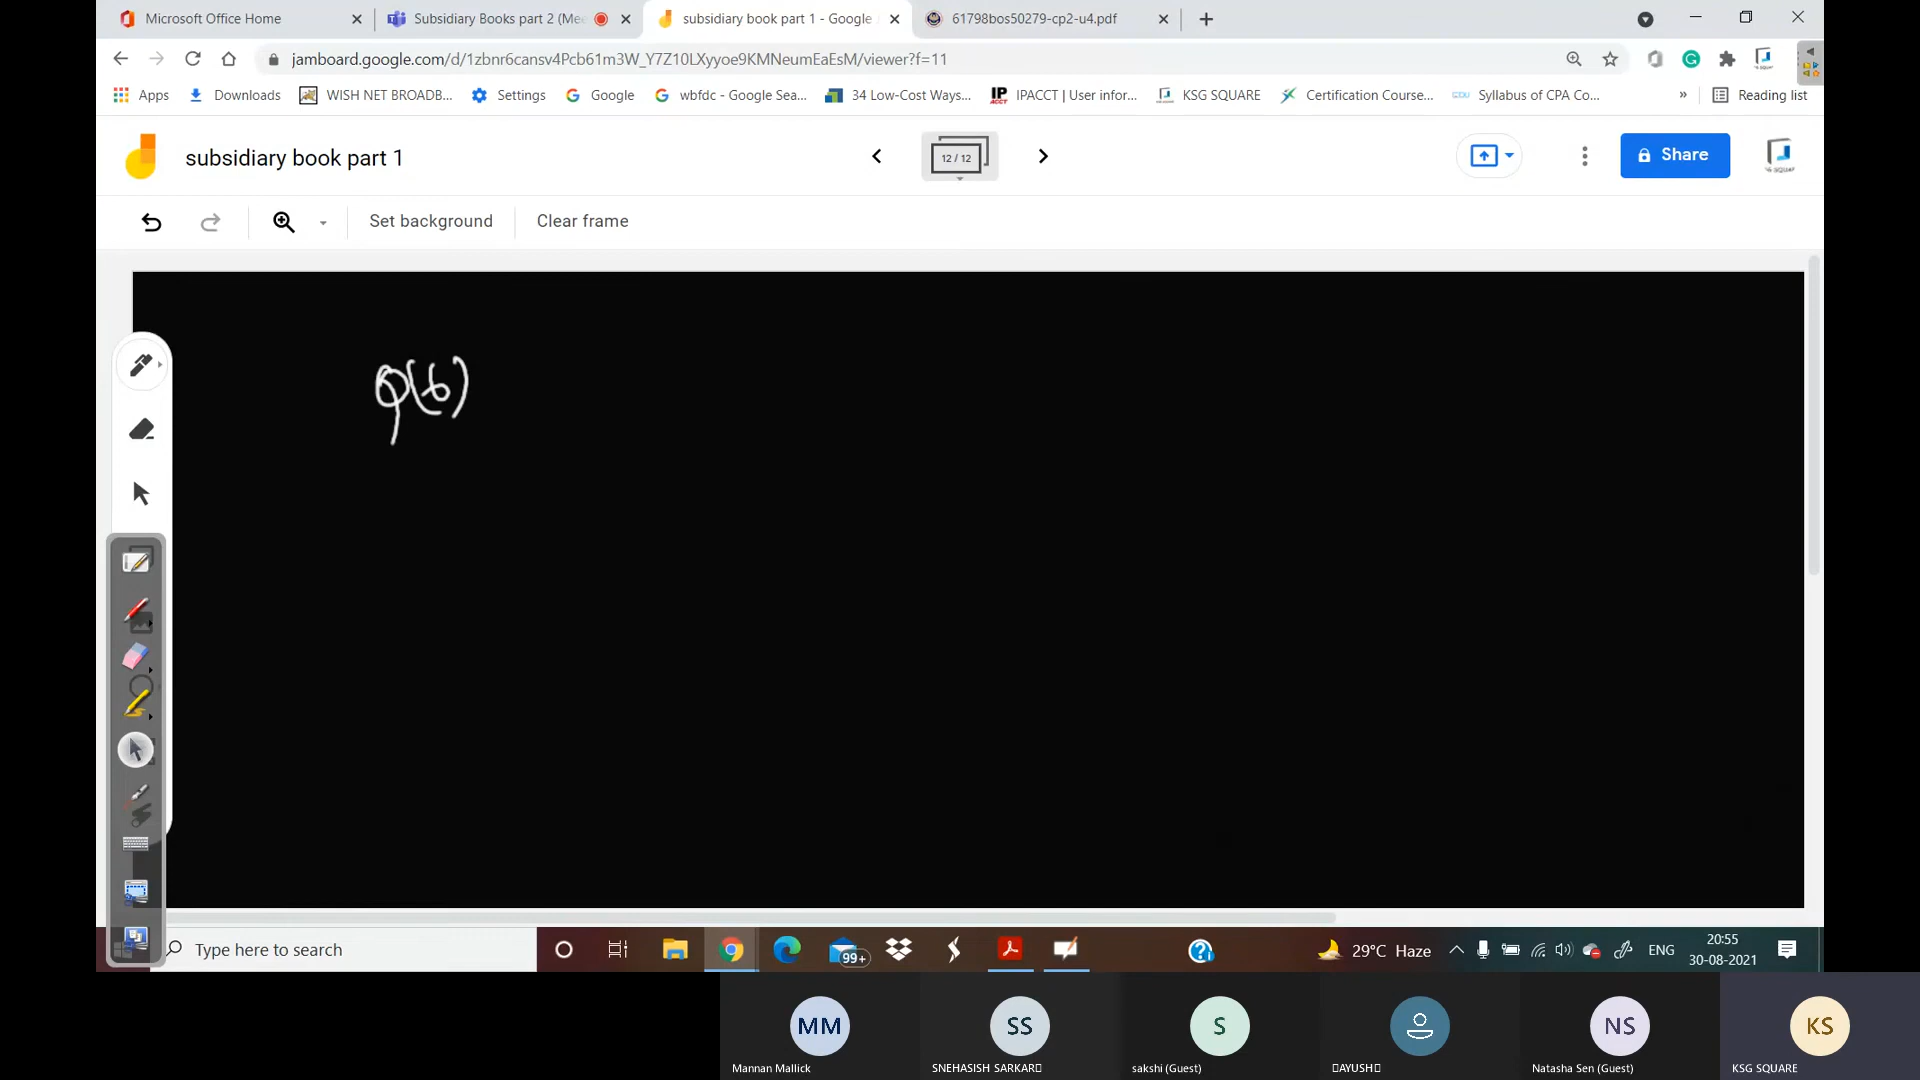 Microsoft Office Home
Subsidiary Books part 2 (Mee
subsidiary book part 1 - Google
61798bos50279-cp2-u4.pdf
jamboard.google.com/d/1zbnr6cansv4Pcb61m3W_Y7Z10LXyyoe9KMNeumEaEsM/viewer?f=11
Apps
Downloads
WISH NET BROADB...
Settings
Google
wbfdc - Google Sea...
34 Low-Cost Ways...
IP ACCT
IPACCT | User infor...
KSG SQUARE
Certification Course...
Syllabus of CPA Co...
»
Reading list
subsidiary book part 1
12 / 12
Share
Set background
Clear frame
Q(6)
Type here to search
99+
29°C Haze
ENG
20:55
30-08-2021
MM
SS
S
NS
KS
Mannan Mallick
SNEHASISH SARKAR
sakshi (Guest)
AYUSH
Natasha Sen (Guest)
KSG SQUARE